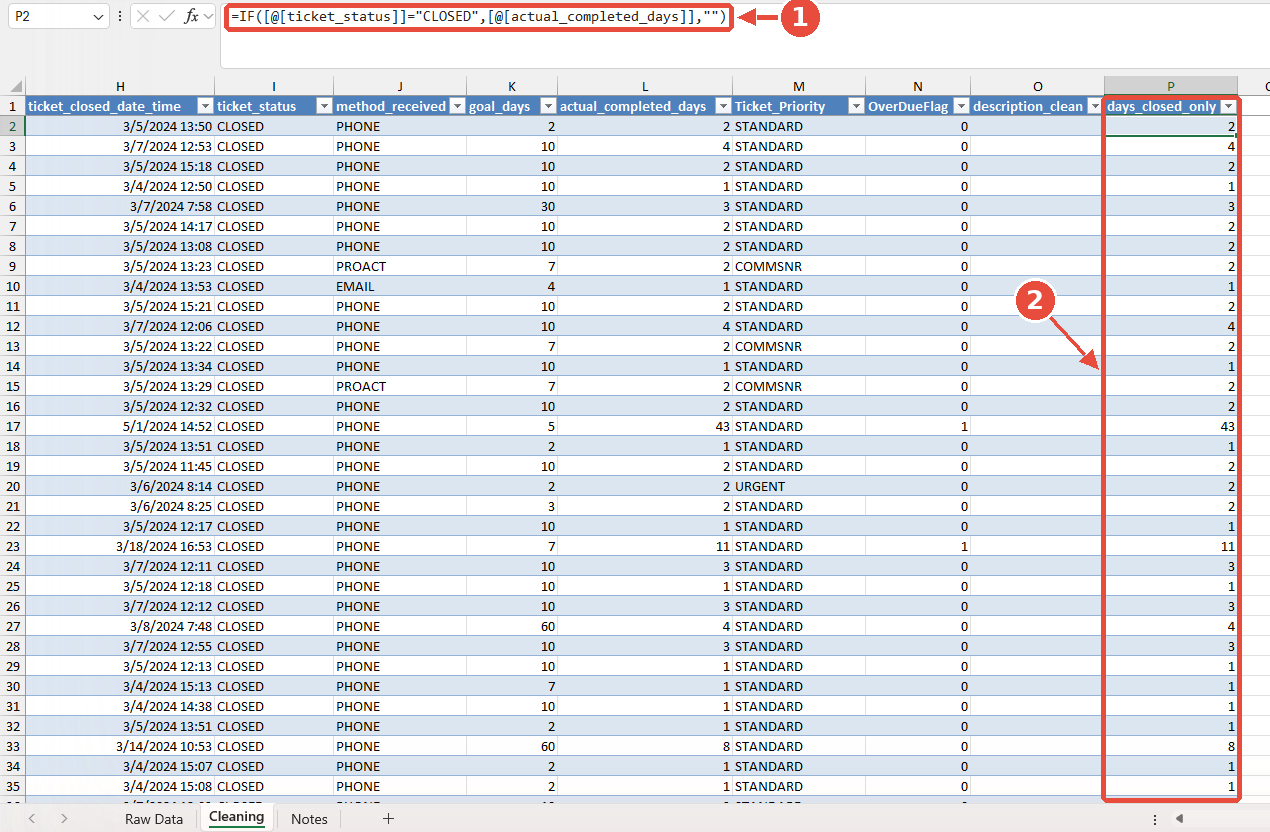 P2 fx =IF([@[ticket_status]]="CLOSED",[@[actual_completed_days]],"") 1
H I J K L M N O P
1 ticket_closed_date_time ticket_status method_received goal_days actual_completed_days Ticket_Priority OverDueFlag description_clean days_closed_only
2 3/5/2024 13:50 CLOSED PHONE 2 2 STANDARD 0 2
3 3/7/2024 12:53 CLOSED PHONE 10 4 STANDARD 0 4
4 3/5/2024 15:18 CLOSED PHONE 10 2 STANDARD 0 2
5 3/4/2024 12:50 CLOSED PHONE 10 1 STANDARD 0 1
6 3/7/2024 7:58 CLOSED PHONE 30 3 STANDARD 0 3
7 3/5/2024 14:17 CLOSED PHONE 10 2 STANDARD 0 2
8 3/5/2024 13:08 CLOSED PHONE 10 2 STANDARD 0 2
9 3/5/2024 13:23 CLOSED PROACT 7 2 COMMSNR 0 2
10 3/4/2024 13:53 CLOSED EMAIL 4 1 STANDARD 0 1
2
11 3/5/2024 15:21 CLOSED PHONE 10 2 STANDARD 0 2
12 3/7/2024 12:06 CLOSED PHONE 10 4 STANDARD 0 4
13 3/5/2024 13:22 CLOSED PHONE 7 2 COMMSNR 0 2
14 3/5/2024 13:34 CLOSED PHONE 10 1 STANDARD 0 1
15 3/5/2024 13:29 CLOSED PROACT 7 2 COMMSNR 0 2
16 3/5/2024 12:32 CLOSED PHONE 10 2 STANDARD 0 2
17 5/1/2024 14:52 CLOSED PHONE 5 43 STANDARD 1 43
18 3/5/2024 13:51 CLOSED PHONE 2 1 STANDARD 0 1
19 3/5/2024 11:45 CLOSED PHONE 10 2 STANDARD 0 2
20 3/6/2024 8:14 CLOSED PHONE 2 2 URGENT 0 2
21 3/6/2024 8:25 CLOSED PHONE 3 2 STANDARD 0 2
22 3/5/2024 12:17 CLOSED PHONE 10 1 STANDARD 0 1
23 3/18/2024 16:53 CLOSED PHONE 7 11 STANDARD 1 11
24 3/7/2024 12:11 CLOSED PHONE 10 3 STANDARD 0 3
25 3/5/2024 12:18 CLOSED PHONE 10 1 STANDARD 0 1
26 3/7/2024 12:12 CLOSED PHONE 10 3 STANDARD 0 3
27 3/8/2024 7:48 CLOSED PHONE 60 4 STANDARD 0 4
28 3/7/2024 12:55 CLOSED PHONE 10 3 STANDARD 0 3
29 3/5/2024 12:13 CLOSED PHONE 10 1 STANDARD 0 1
30 3/4/2024 15:13 CLOSED PHONE 7 1 STANDARD 0 1
31 3/4/2024 14:38 CLOSED PHONE 10 1 STANDARD 0 1
32 3/5/2024 13:51 CLOSED PHONE 2 1 STANDARD 0 1
33 3/14/2024 10:53 CLOSED PHONE 60 8 STANDARD 0 8
34 3/4/2024 15:07 CLOSED PHONE 2 1 STANDARD 0 1
35 3/4/2024 15:08 CLOSED PHONE 2 1 STANDARD 0 1
Raw Data Cleaning Notes